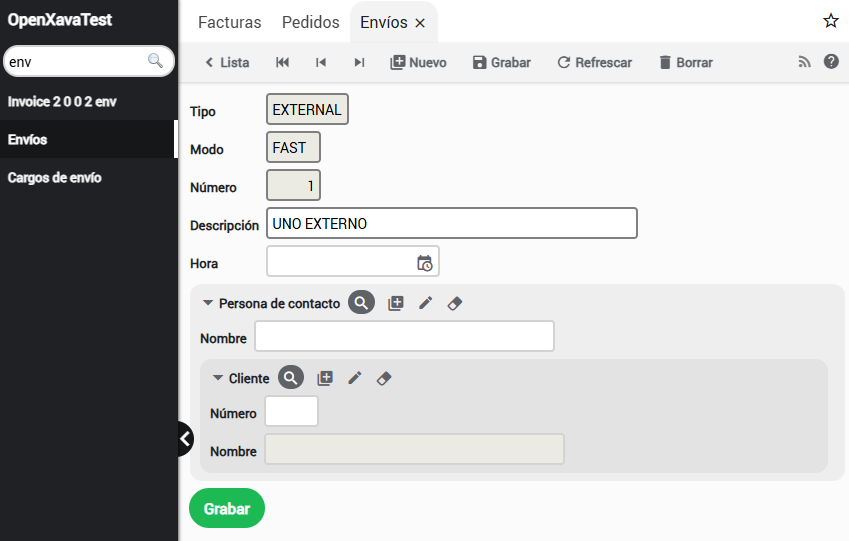 OpenXavaTest
env
Invoice 2 0 0 2 env
Envíos
Cargos de envío
Facturas Pedidos Envíos
Lista Nuevo Grabar Refrescar Borrar
Tipo EXTERNAL
Modo FAST
Número 1
Descripción UNO EXTERNO
Hora
Persona de contacto
Nombre
Cliente
Número
Nombre
Grabar